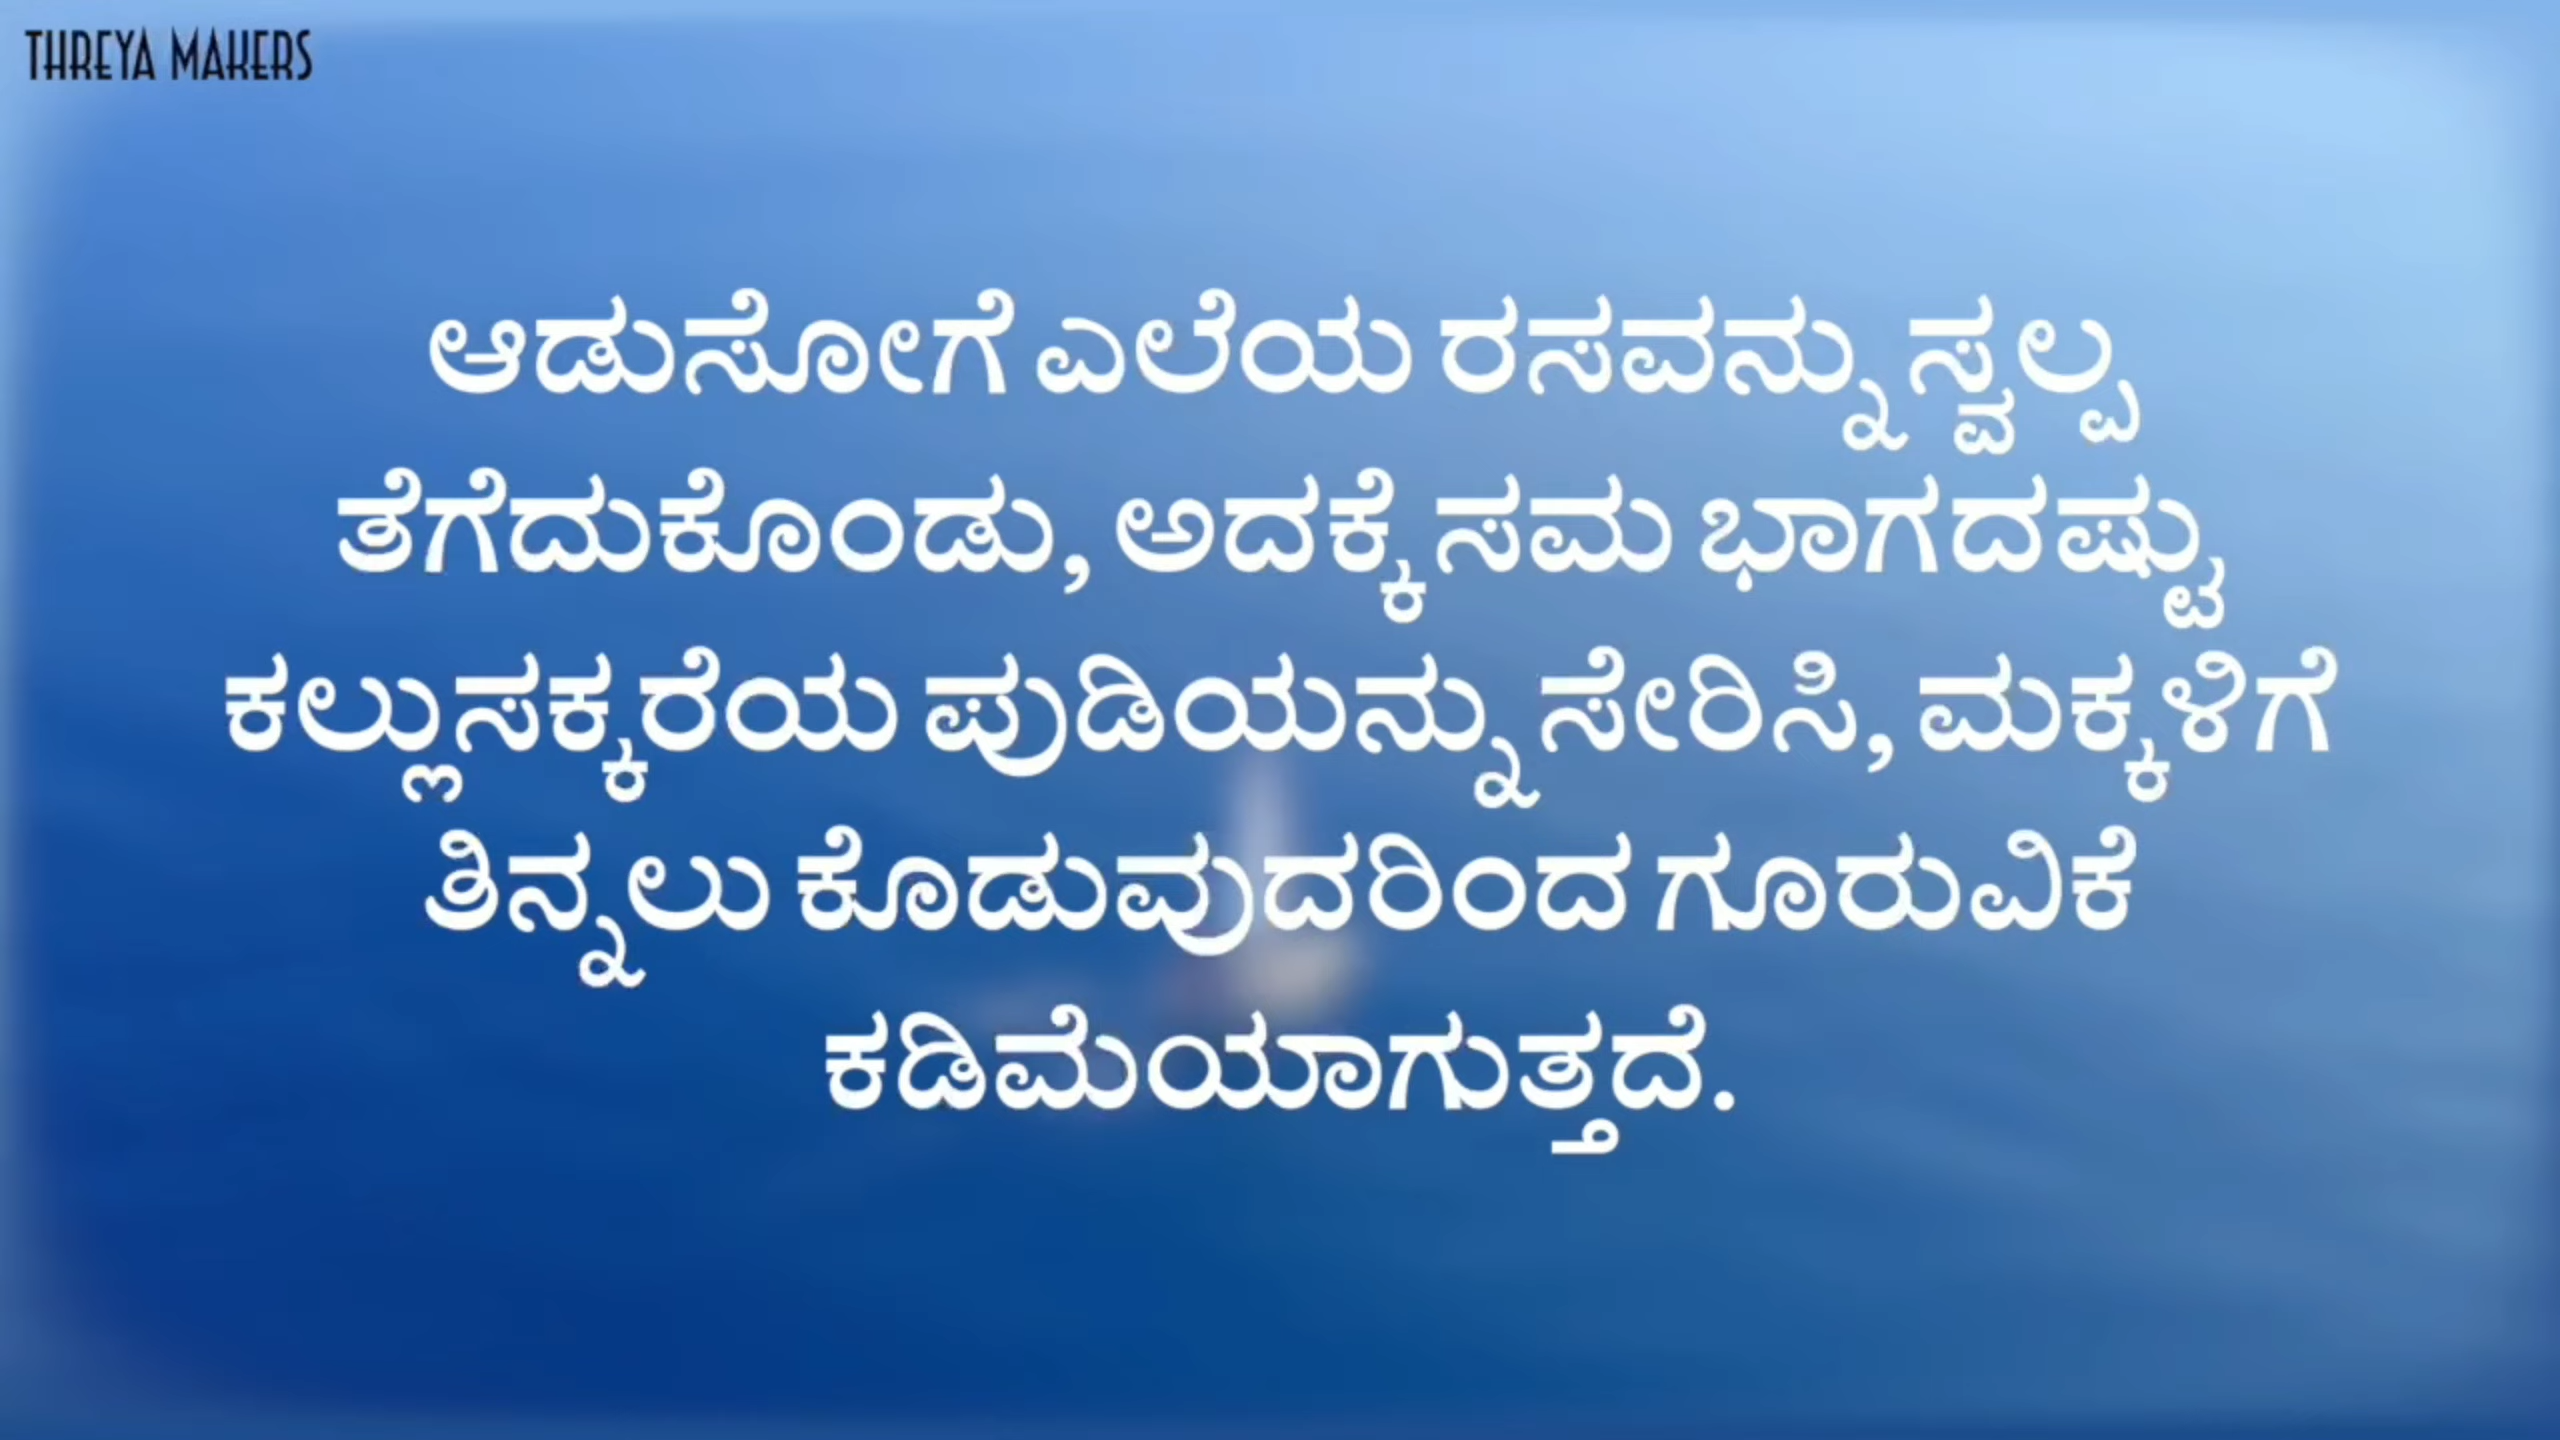 THREYA MAKERS
ಆಡುಸೋಗೆ ಎಲೆಯ ರಸವನ್ನು ಸ್ವಲ್ಪ
ತೆಗೆದುಕೊಂಡು, ಅದಕ್ಕೆ ಸಮ ಭಾಗದಷ್ಟು
ಕಲ್ಲುಸಕ್ಕರೆಯ ಪುಡಿಯನ್ನು ಸೇರಿಸಿ, ಮಕ್ಕಳಿಗೆ
ತಿನ್ನಲು ಕೊಡುವುದರಿಂದ ಗೂರುವಿಕೆ
ಕಡಿಮೆಯಾಗುತ್ತದೆ.